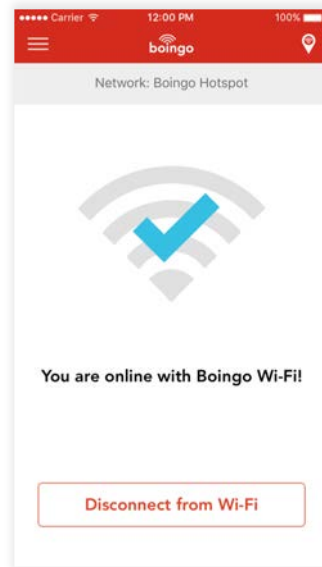 Carrier 12:00 PM 100%
boingo
Network: Boingo Hotspot
You are online with Boingo Wi-Fi!
Disconnect from Wi-Fi